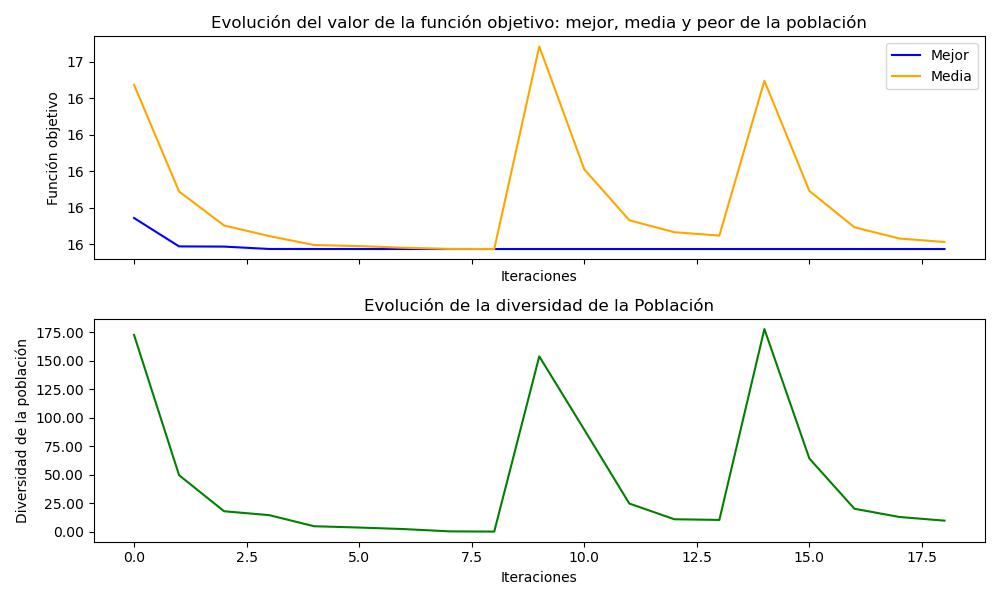 Evolución del valor de la función objetivo: mejor, media y peor de la población
Función objetivo
17
16
16
16
16
16
Mejor
Media
Iteraciones
Evolución de la diversidad de la Población
Diversidad de la población
175.00
150.00
125.00
100.00
75.00
50.00
25.00
0.00
0.0 2.5 5.0 7.5 10.0 12.5 15.0 17.5
Iteraciones